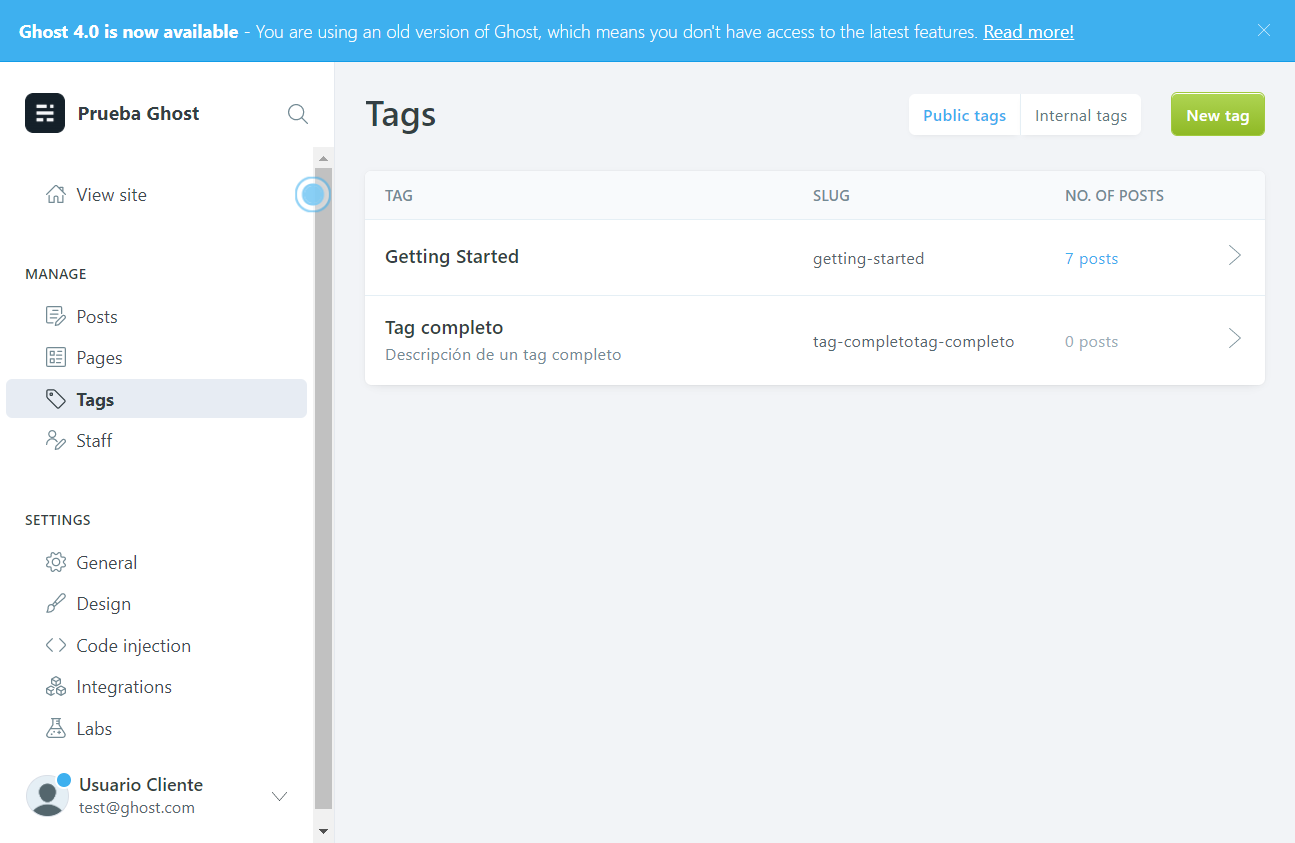 Ghost 4.0 is now available - You are using an old version of Ghost, which means you don't have access to the latest features. Read more!
Prueba Ghost
View site
MANAGE
Posts
Pages
Tags
Staff
SETTINGS
General
Design
Code injection
Integrations
Labs
Usuario Cliente
test@ghost.com
Tags
Public tags
Internal tags
New tag
TAG SLUG NO. OF POSTS
Getting Started getting-started 7 posts
Tag completo
Descripción de un tag completo
tag-completotag-completo 0 posts